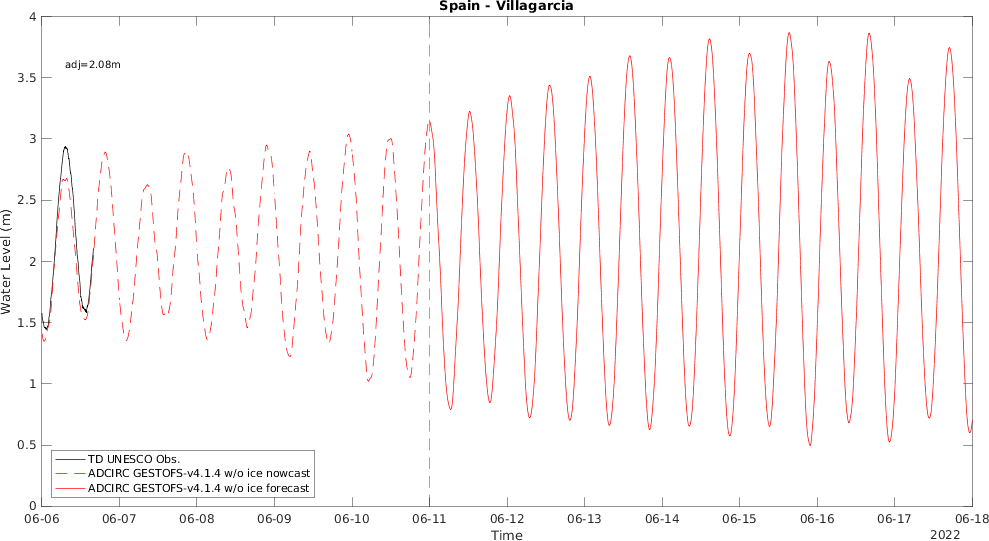 Spain - Villagarcia
adj=2.08m
4
3.5
3
2.5
2
1.5
1
0.5
0
Water Level (m)
TD UNESCO Obs.
ADCIRC GESTOFS-v4.1.4 w/o ice nowcast
ADCIRC GESTOFS-v4.1.4 w/o ice forecast
06-06 06-07 06-08 06-09 06-10 06-11 06-12 06-13 06-14 06-15 06-16 06-17 06-18
Time
2022